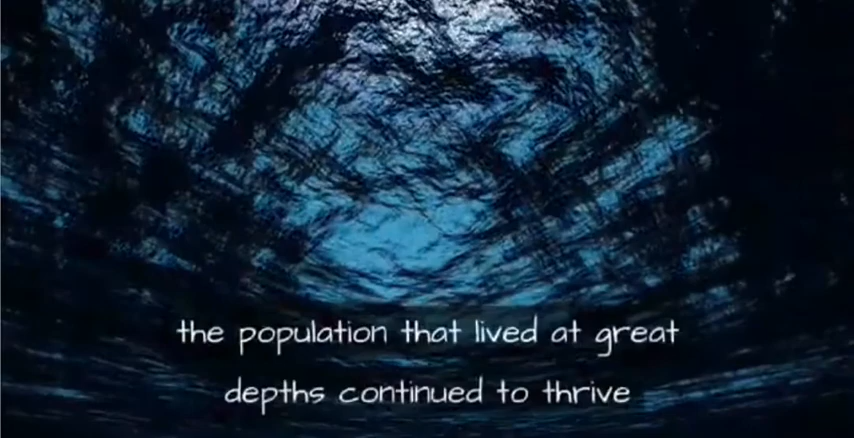 the population that lived at great
depths continued to thrive